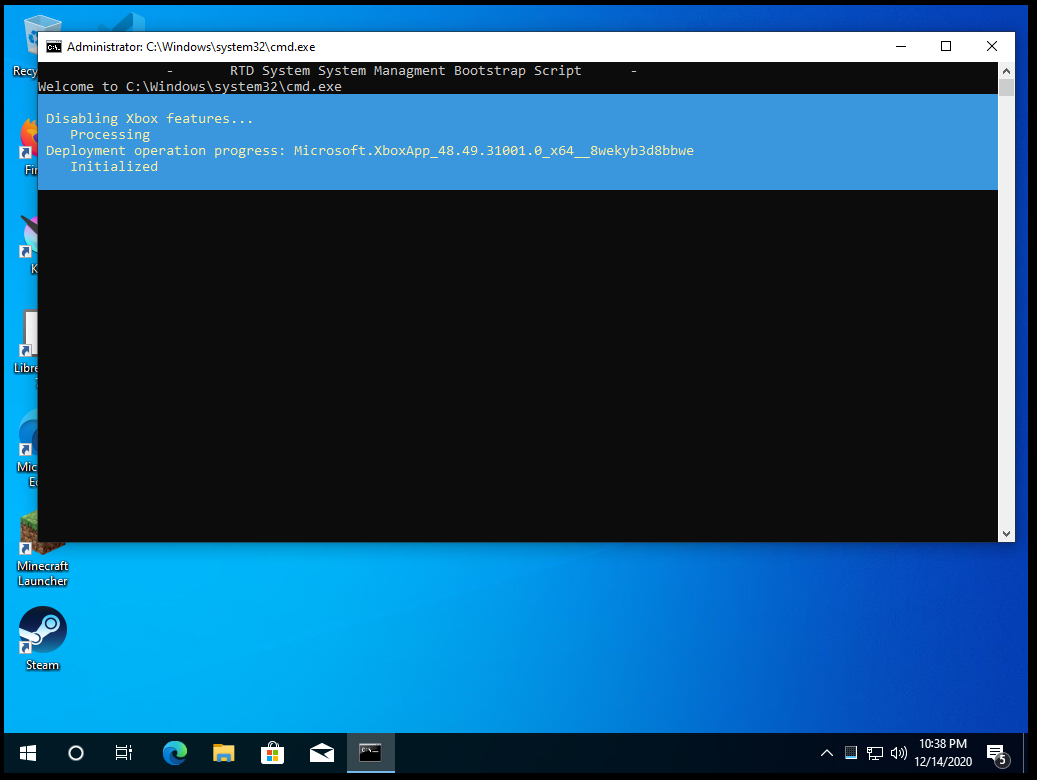 Administrator: C:\Windows\system32\cmd.exe
- RTD System System Managment Bootstrap Script -
Welcome to C:\Windows\system32\cmd.exe
Disabling Xbox features...
Processing
Deployment operation progress: Microsoft.XboxApp_48.49.31001.0_x64__8wekyb3d8bbwe
Initialized
Recy
Fir
K
Libre
7
Mic
Ed
Minecraft
Launcher
Steam
10:38 PM
12/14/2020
5